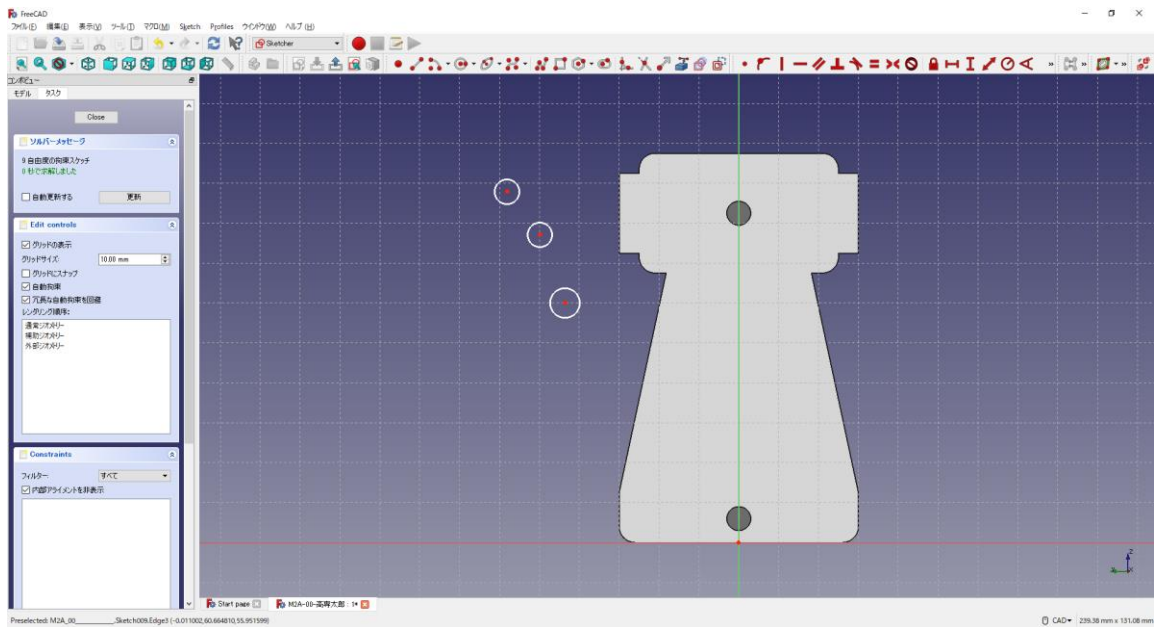 FreeCAD
ファイル(F) 編集(E) 表示(V) ツール(T) マクロ(M) Sketch Profiles ウインドウ(W) ヘルプ(H)
Sketcher
コンボビュー
モデル タスク
Close
ソルバーメッセージ
9 自由度の拘束スケッチ
0 秒で求解しました
自動更新する 更新
Edit controls
グリッドの表示
グリッドサイズ: 10.00 mm
グリッドにスナップ
自動拘束
冗長な自動拘束を回避
レンダリング順序:
通常ジオメトリー
補助ジオメトリー
外部ジオメトリー
Constraints
フィルター: すべて
内部アライメントを非表示
Z
X
Start page M2A-00-高専太郎 : 1*
Preselected: M2A_00_______.Sketch009.Edge3 (-0.011002,60.664810,55.951599)
CAD 239.38 mm x 131.08 mm